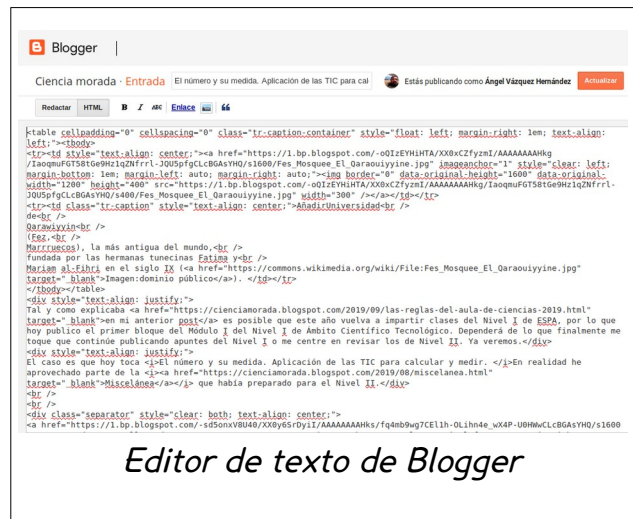 Blogger
Ciencia morada · Entrada El número y su medida. Aplicación de las TIC para cal Estás publicando como Ángel Vázquez Hernández Actualizar
Redactar HTML B I ABC Enlace
<table cellpadding="0" cellspacing="0" class="tr-caption-container" style="float: left; margin-right: 1em; text-align:
left;"><tbody>
<tr><td style="text-align: center;"><a href="https://1.bp.blogspot.com/-oQIzEYHiHTA/XX0xCZfyzmI/AAAAAAAAHkg
/IaoqmuFGT58tGe9Hz1qZNfrrl-JQU5pfgCLcBGAsYHQ/s1600/Fes_Mosquee_El_Qaraouiyyine.jpg" imageanchor="1" style="clear: left;
margin-bottom: 1em; margin-left: auto; margin-right: auto;"><img border="0" data-original-height="1600" data-original-
width="1200" height="400" src="https://1.bp.blogspot.com/-oQIzEYHiHTA/XX0xCZfyzmI/AAAAAAAAHkg/IaoqmuFGT58tGe9Hz1qZNfrrl-
JQU5pfgCLcBGAsYHQ/s400/Fes_Mosquee_El_Qaraouiyyine.jpg" width="300" /></a></td></tr>
<tr><td class="tr-caption" style="text-align: center;">AñadirUniversidad<br />
de<br />
Qarawiyyin<br />
(Fez,<br />
Marrruecos), la más antigua del mundo,<br />
fundada por las hermanas tunecinas Fatima y<br />
Mariam al-Fihri en el siglo IX (<a href="https://commons.wikimedia.org/wiki/File:Fes_Mosquee_El_Qaraouiyyine.jpg"
target="_blank">Imagen:dominio público</a>). </td></tr>
</tbody></table>
<div style="text-align: justify;">
Tal y como explicaba <a href="https://cienciamorada.blogspot.com/2019/09/las-reglas-del-aula-de-ciencias-2019.html"
target="_blank">en mi anterior post</a> es posible que este año vuelva a impartir clases del Nivel I de ESPA, por lo que
hoy publico el primer bloque del Módulo I del Nivel I de Ámbito Científico Tecnológico. Dependerá de lo que finalmente me
toque que continúe publicando apuntes del Nivel I o me centre en revisar los de Nivel II. Ya veremos.</div>
<div style="text-align: justify;">
El caso es que hoy toca <i>El número y su medida. Aplicación de las TIC para calcular y medir. </i>En realidad he
aprovechado parte de la <i><a href="https://cienciamorada.blogspot.com/2019/08/miscelanea.html"
target="_blank">Miscelánea</a></i> que había preparado para el Nivel II.</div>
<br />
<br />
<div class="separator" style="clear: both; text-align: center;">
<a href="https://1.bp.blogspot.com/-sd5onxV8U40/XX0y6SrDyiI/AAAAAAAAHks/fq4mb9wg7CEl1h-OLihn4e_wX4P-U0HWwCLcBGAsYHQ/s1600
Editor de texto de Blogger